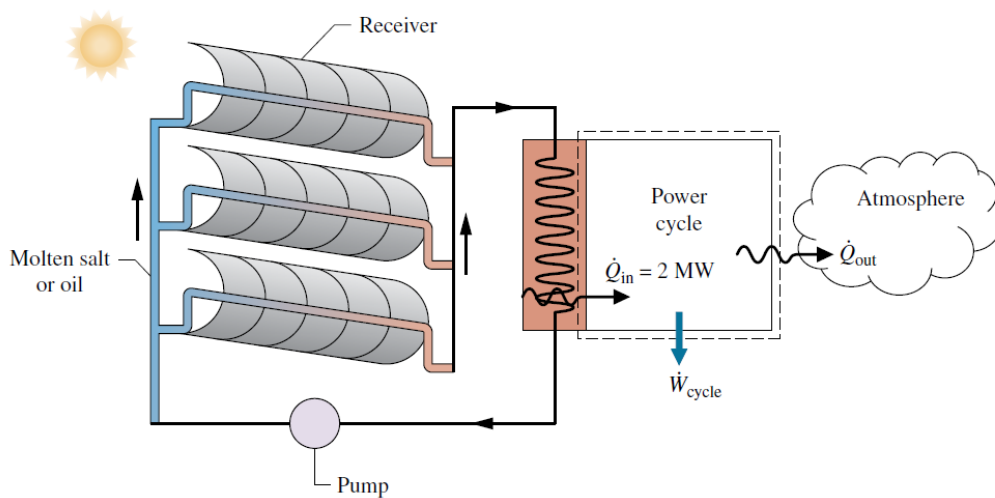 Receiver
Power
cycle
Atmosphere
Molten salt
or oil
Q̇in = 2 MW
Q̇out
Ẇcycle
Pump